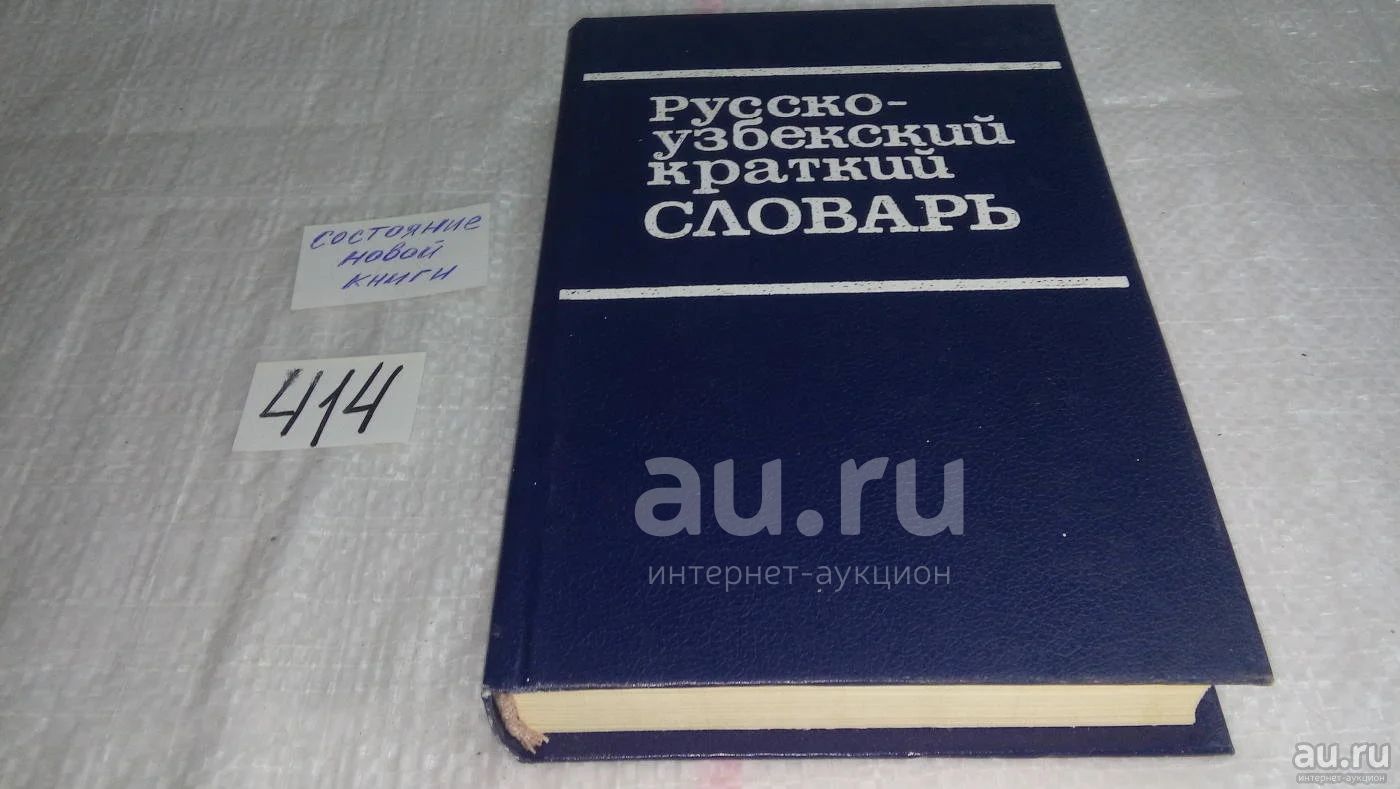 Русско-
узбекский
краткий
СЛОВАРЬ
состояние
новой
книги
414
au.ru
интернет-аукцион
au.ru
интернет-аукцион